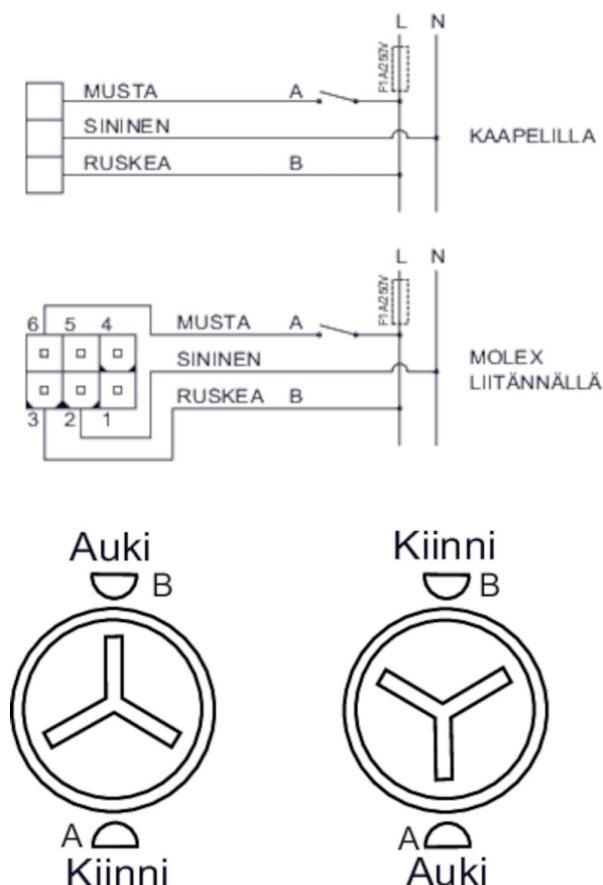 L N
F1A/250V
MUSTA A
SININEN
KAAPELILLA
RUSKEA B
L N
F1A/250V
6 5 4
MUSTA A
SININEN
MOLEX
LIITÄNNÄLLÄ
RUSKEA B
3 2 1
Auki
B
A
Kiinni
Kiinni
B
A
Auki